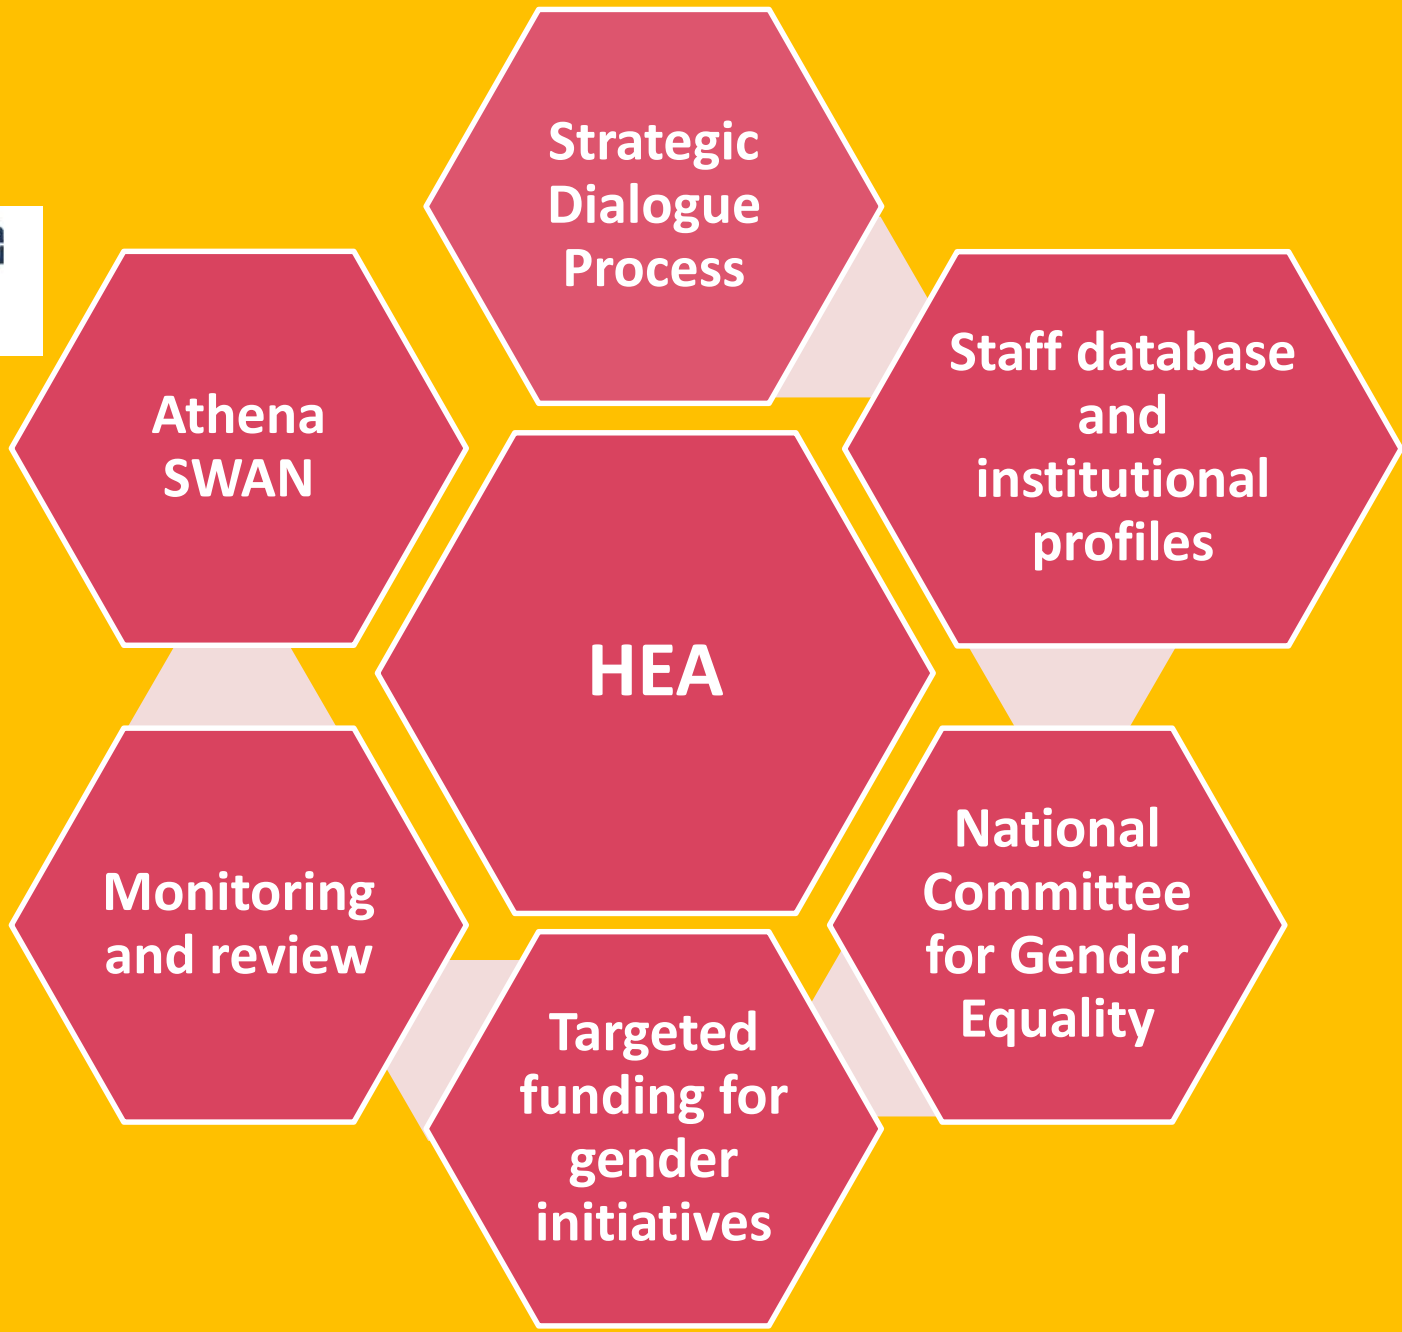 Strategic
Dialogue
Process
Staff database
and
institutional
profiles
Athena
SWAN
HEA
National
Committee
for Gender
Equality
Monitoring
and review
Targeted
funding for
gender
initiatives